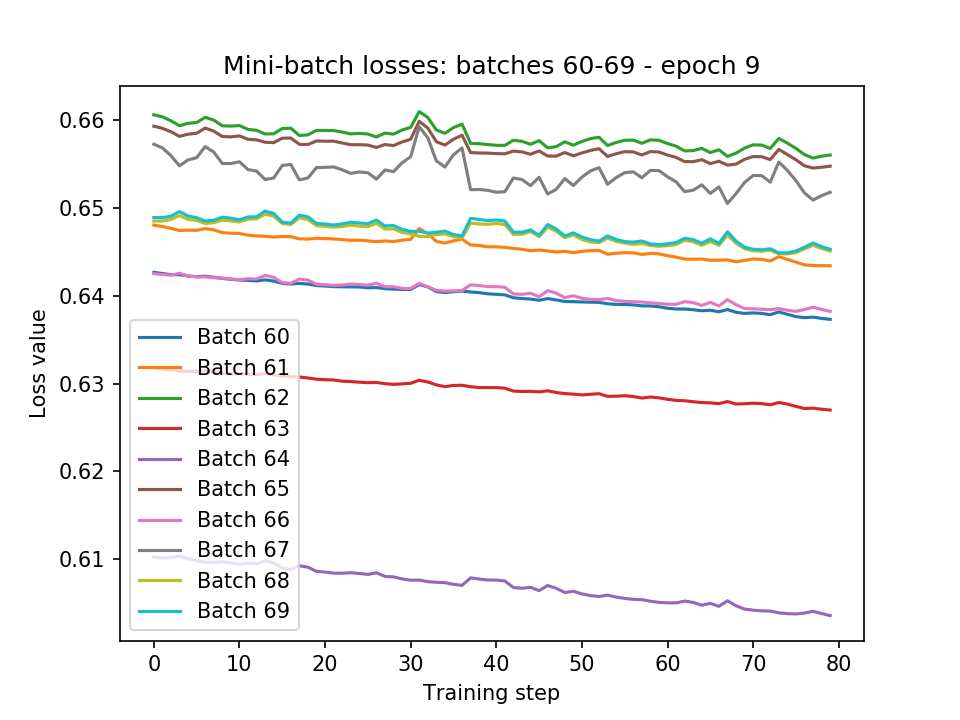 Mini-batch losses: batches 60-69 - epoch 9
0.66
0.65
0.64
0.63
0.62
0.61
Loss value
Batch 60
Batch 61
Batch 62
Batch 63
Batch 64
Batch 65
Batch 66
Batch 67
Batch 68
Batch 69
0 10 20 30 40 50 60 70 80
Training step